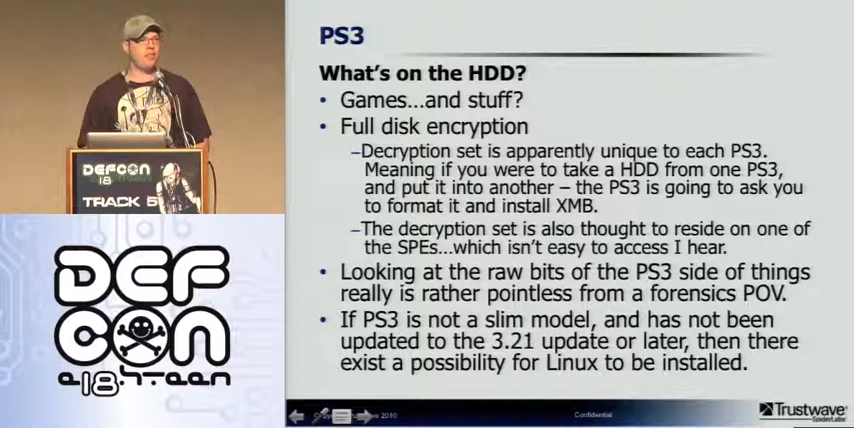 DEFCON
18
TRACK 5
DEF
CON
e18hteen
PS3
What's on the HDD?
• Games...and stuff?
• Full disk encryption
–Decryption set is apparently unique to each PS3.
Meaning if you were to take a HDD from one PS3,
and put it into another – the PS3 is going to ask you
to format it and install XMB.
–The decryption set is also thought to reside on one of
the SPEs...which isn't easy to access I hear.
• Looking at the raw bits of the PS3 side of things
really is rather pointless from a forensics POV.
• If PS3 is not a slim model, and has not been
updated to the 3.21 update or later, then there
exist a possibility for Linux to be installed.
2010
Confidential
Trustwave®
SpiderLabs